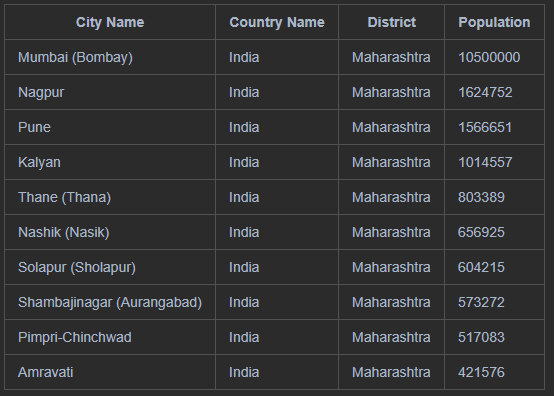 City Name Country Name District Population
Mumbai (Bombay) India Maharashtra 10500000
Nagpur India Maharashtra 1624752
Pune India Maharashtra 1566651
Kalyan India Maharashtra 1014557
Thane (Thana) India Maharashtra 803389
Nashik (Nasik) India Maharashtra 656925
Solapur (Sholapur) India Maharashtra 604215
Shambajinagar (Aurangabad) India Maharashtra 573272
Pimpri-Chinchwad India Maharashtra 517083
Amravati India Maharashtra 421576